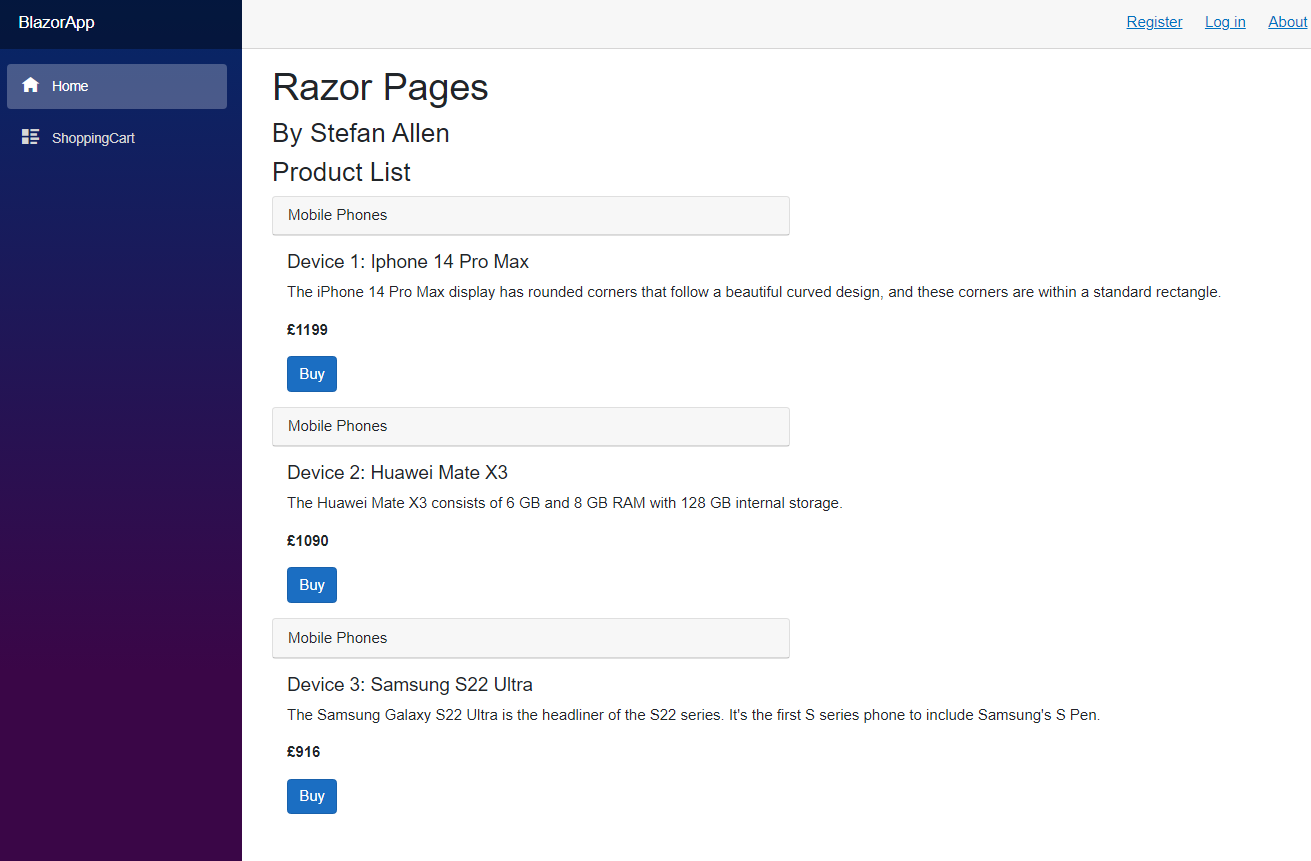 BlazorApp
Register Log in About
Home
ShoppingCart
Razor Pages
By Stefan Allen
Product List
Mobile Phones
Device 1: Iphone 14 Pro Max
The iPhone 14 Pro Max display has rounded corners that follow a beautiful curved design, and these corners are within a standard rectangle.
£1199
Buy
Mobile Phones
Device 2: Huawei Mate X3
The Huawei Mate X3 consists of 6 GB and 8 GB RAM with 128 GB internal storage.
£1090
Buy
Mobile Phones
Device 3: Samsung S22 Ultra
The Samsung Galaxy S22 Ultra is the headliner of the S22 series. It's the first S series phone to include Samsung's S Pen.
£916
Buy